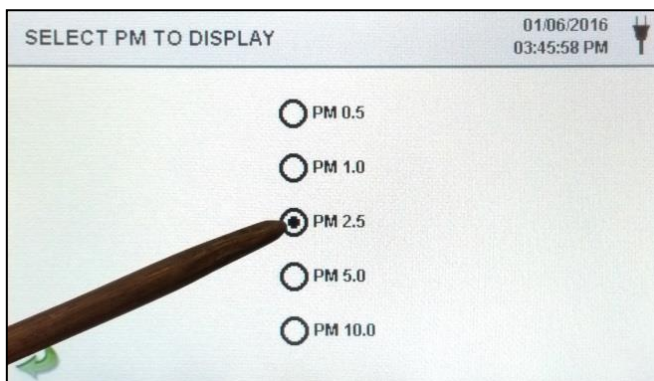 SELECT PM TO DISPLAY
01/06/2016
03:45:58 PM
PM 0.5
PM 1.0
PM 2.5
PM 5.0
PM 10.0